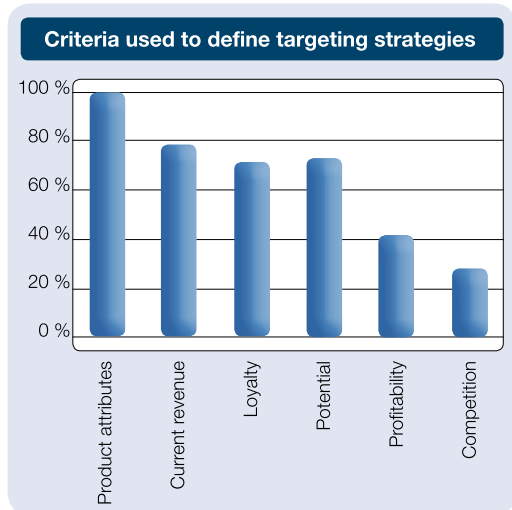 Criteria used to define targeting strategies
100 %
80 %
60 %
40 %
20 %
0 %
Product attributes
Current revenue
Loyalty
Potential
Profitability
Competition